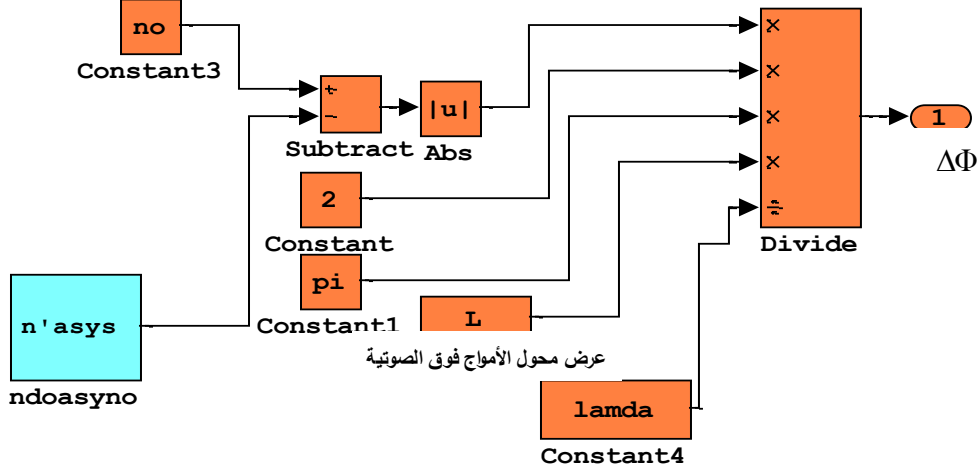 no
Constant3
+
−
Subtract
|u|
Abs
2
Constant
pi
Constant1
L
عرض محول الأمواج فوق الصوتية
n'asys
ndoasyno
lamda
Constant4
×
×
×
×
÷
Divide
1
ΔΦ